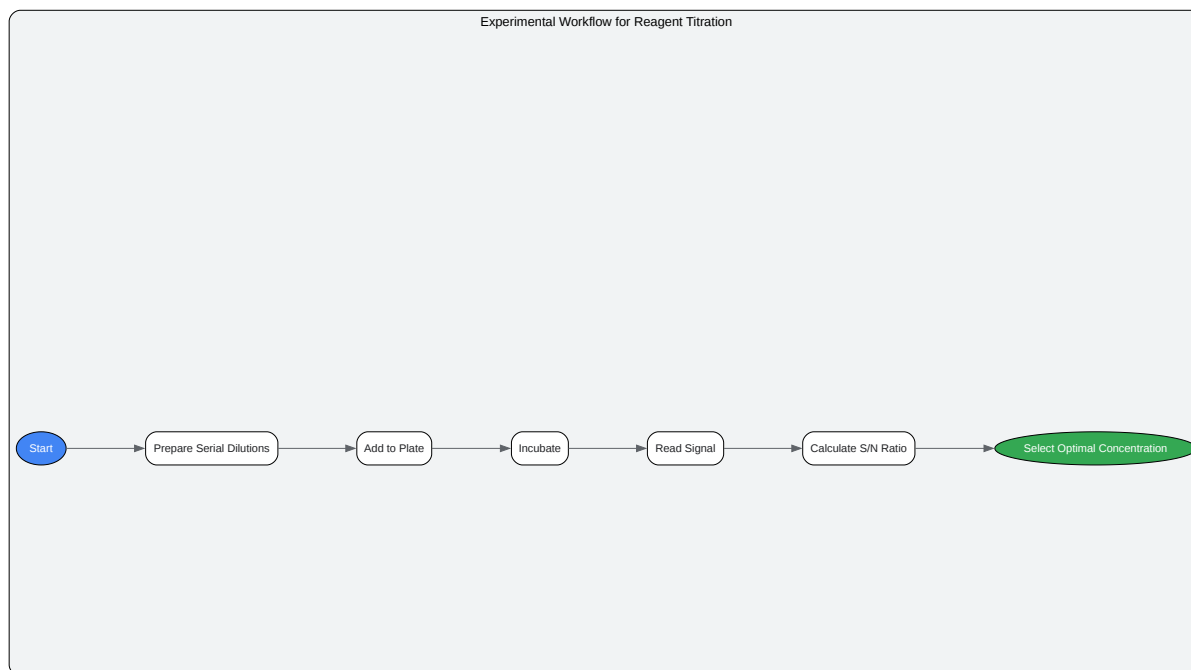 Experimental Workflow for Reagent Titration
Start
Prepare Serial Dilutions
Add to Plate
Incubate
Read Signal
Calculate S/N Ratio
Select Optimal Concentration